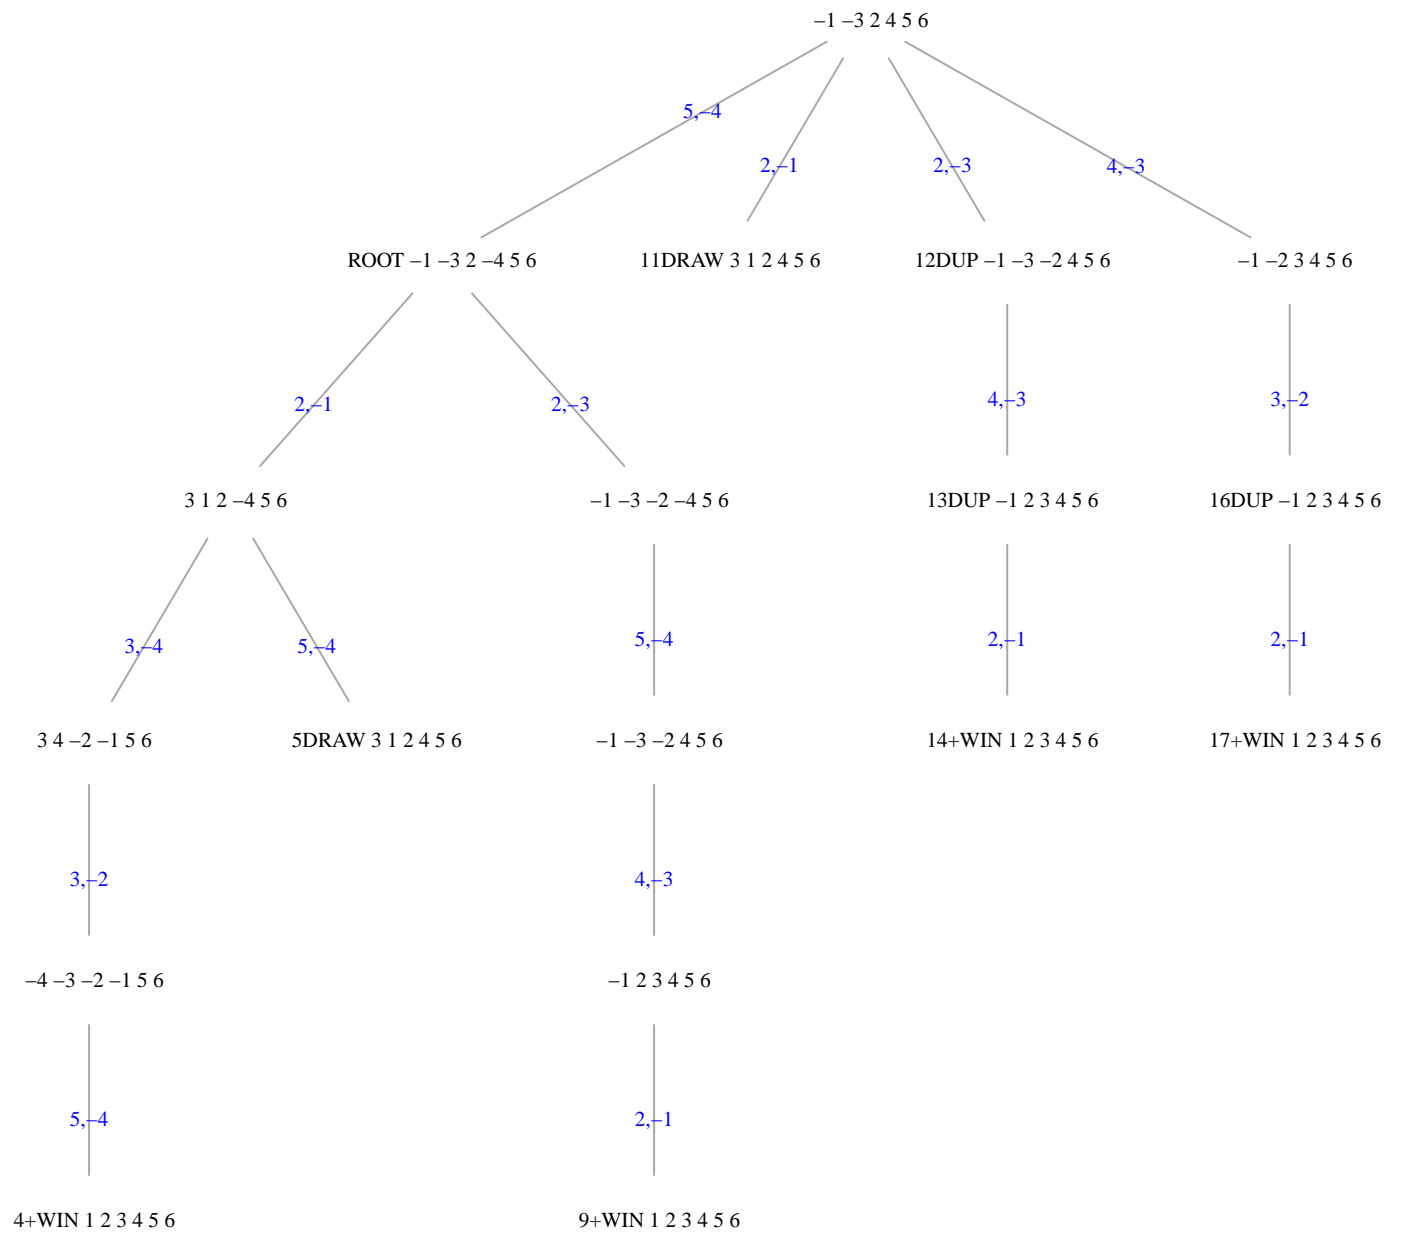 –1 –3 2 4 5 6
5,–4
2,–1
2,–3
4,–3
ROOT –1 –3 2 –4 5 6
11DRAW 3 1 2 4 5 6
12DUP –1 –3 –2 4 5 6
–1 –2 3 4 5 6
2,–1
2,–3
4,–3
3,–2
3 1 2 –4 5 6
–1 –3 –2 –4 5 6
13DUP –1 2 3 4 5 6
16DUP –1 2 3 4 5 6
3,–4
5,–4
5,–4
2,–1
2,–1
3 4 –2 –1 5 6
5DRAW 3 1 2 4 5 6
–1 –3 –2 4 5 6
14+WIN 1 2 3 4 5 6
17+WIN 1 2 3 4 5 6
3,–2
4,–3
–4 –3 –2 –1 5 6
–1 2 3 4 5 6
5,–4
2,–1
4+WIN 1 2 3 4 5 6
9+WIN 1 2 3 4 5 6